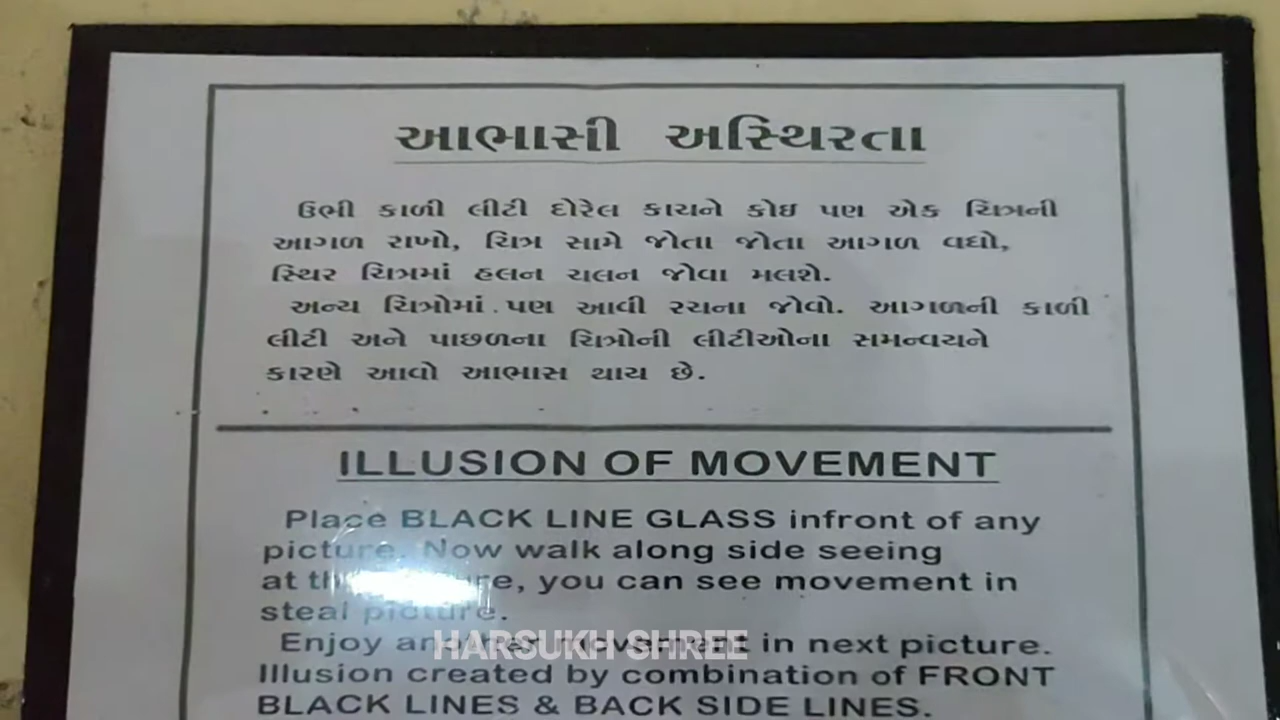 આભાસી અસ્થિરતા
ઉભી કાળી લીટી દોરેલ કાચને કોઇ પણ એક ચિત્રની
આગળ રાખો, ચિત્ર સામે જોતા જોતા આગળ વધો,
સ્થિર ચિત્રમાં હલન ચલન જોવા મલશે.
અન્ય ચિત્રોમાં પણ આવી રચના જોવો. આગળની કાળી
લીટી અને પાછળના ચિત્રોની લીટીઓના સમન્વયને
કારણે આવો આભાસ થાય છે.
ILLUSION OF MOVEMENT
Place BLACK LINE GLASS infront of any
picture. Now walk along side seeing
at you can see movement in
steal picture.
Enjoy another movement in next picture.
HARSUKH SHREE
Illusion created by combination of FRONT
BLACK LINES & BACK SIDE LINES.